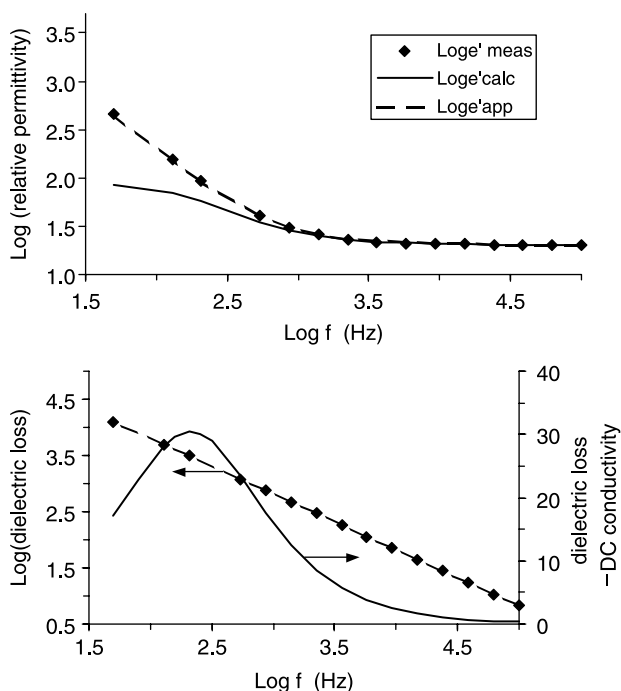 Log (relative permittivity)
3.5
3.0
2.5
2.0
1.5
1.0
Loge' meas
Loge'calc
Loge'app
1.5 2.5 3.5 4.5
Log f (Hz)
Log(dielectric loss)
4.5
3.5
2.5
1.5
0.5
40
30
20
10
0
dielectric loss
–DC conductivity
1.5 2.5 3.5 4.5
Log f (Hz)